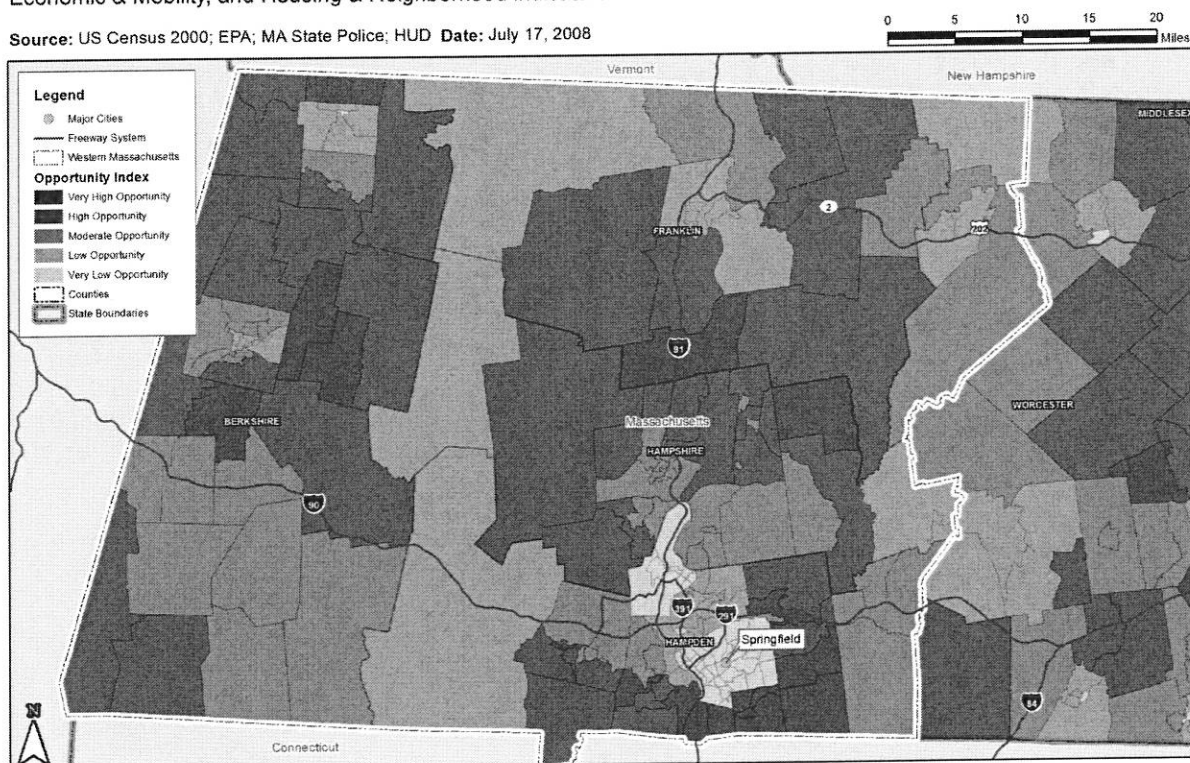 Economic & Mobility, and Housing & Neighborhood
Source: US Census 2000; EPA; MA State Police; HUD Date: July 17, 2008
0 5 10 15 20
Miles
Vermont
New Hampshire
Legend
Major Cities
Freeway System
Western Massachusetts
Opportunity Index
Very High Opportunity
High Opportunity
Moderate Opportunity
Low Opportunity
Very Low Opportunity
Counties
State Boundaries
MIDDLESEX
2
202
FRANKLIN
91
BERKSHIRE
Massachusetts
HAMPSHIRE
WORCESTER
90
391
291
HAMPDEN
Springfield
84
N
Connecticut